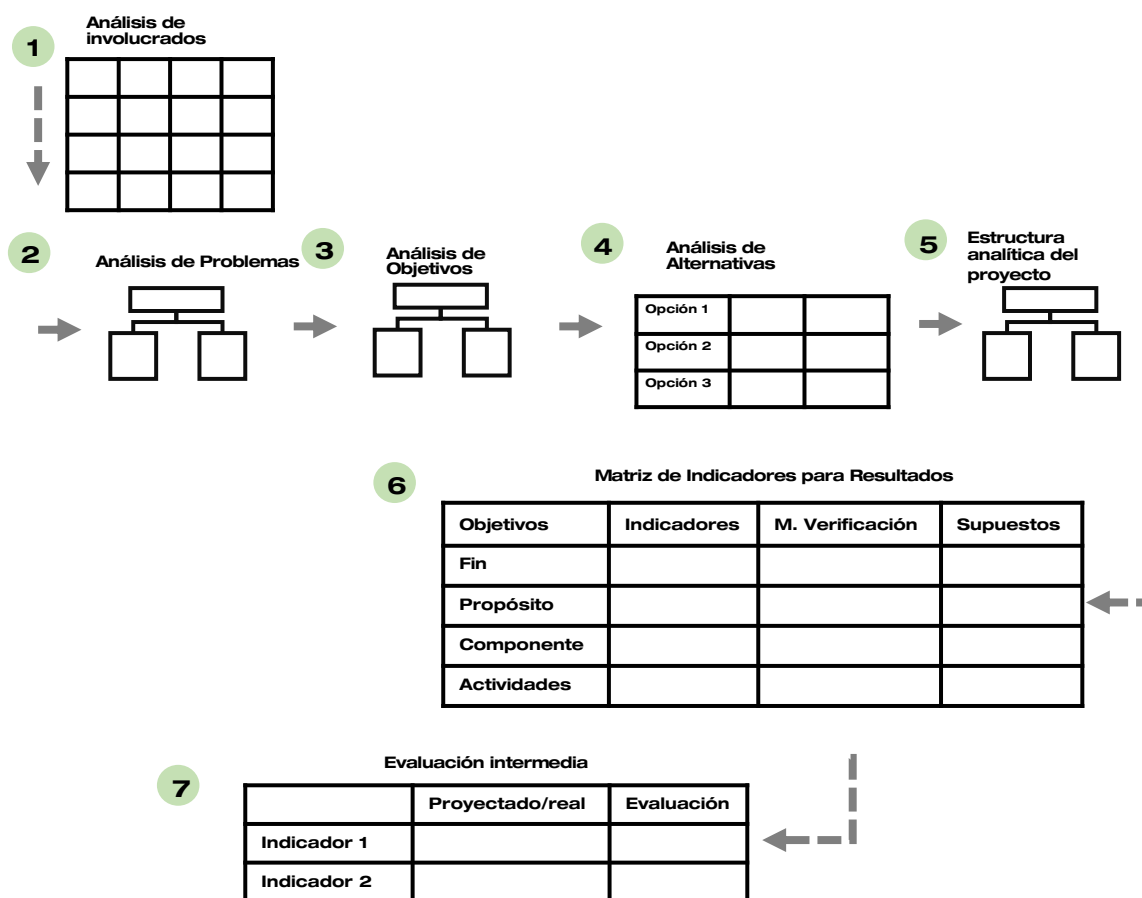 1
Análisis de
involucrados
2
Análisis de Problemas
3
Análisis de
Objetivos
4
Análisis de
Alternativas
Opción 1
Opción 2
Opción 3
5
Estructura
analítica del
proyecto
6
Matriz de Indicadores para Resultados
Objetivos Indicadores M. Verificación Supuestos
Fin
Propósito
Componente
Actividades
7
Evaluación intermedia
Proyectado/real Evaluación
Indicador 1
Indicador 2